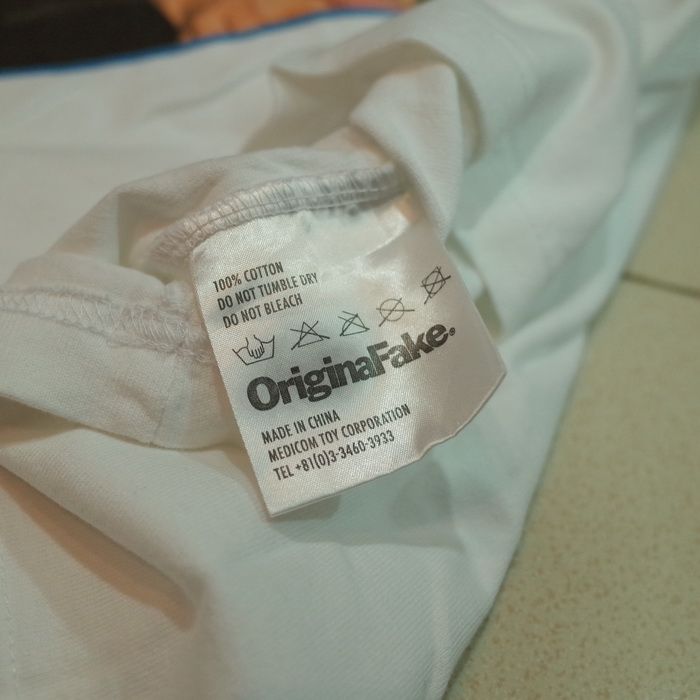 100% COTTON
DO NOT TUMBLE DRY
DO NOT BLEACH
OriginalFake®
MADE IN CHINA
MEDICOM TOY CORPORATION
TEL +81(0)3-3460-3933